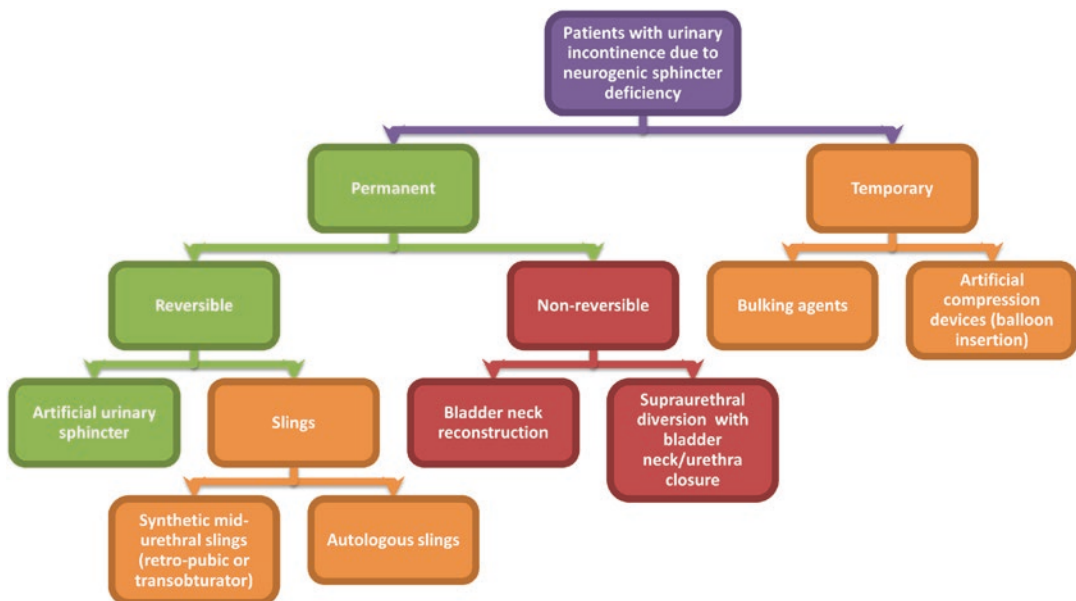 Patients with urinary
incontinence due to
neurogenic sphincter
deficiency
Permanent
Temporary
Reversible
Non-reversible
Bulking agents
Artificial
compression
devices (balloon
insertion)
Artificial urinary
sphincter
Slings
Bladder neck
reconstruction
Supraurethral
diversion with
bladder
neck/urethra
closure
Synthetic mid-
urethral slings
(retro-pubic or
transobturator)
Autologous slings